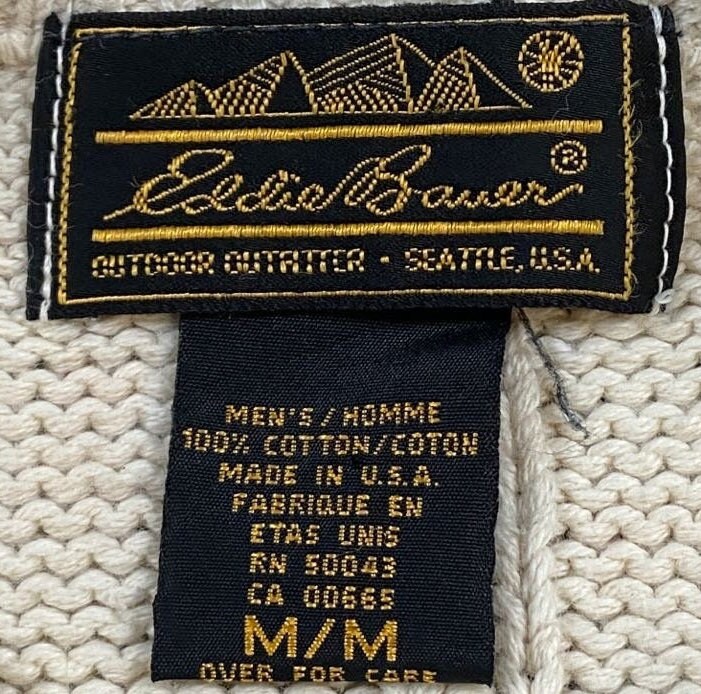 Eddie Bauer®
OUTDOOR OUTFITTER · SEATTLE, U.S.A.
MEN'S / HOMME
100% COTTON/COTON
MADE IN U.S.A.
FABRIQUE EN
ETAS UNIS
RN 50043
CA 00665
M/M
OVER FOR CARE